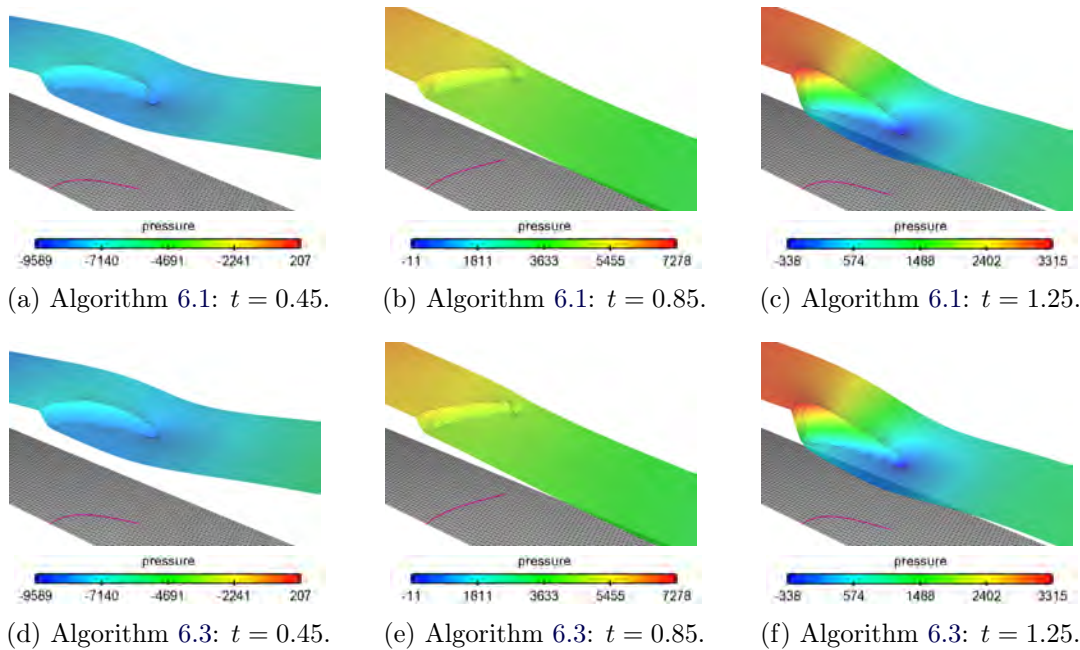 pressure pressure pressure
-9589 -7140 -4691 -2241 207 -11 1811 3633 5455 7278 -338 574 1488 2402 3315
(a) Algorithm 6.1: t = 0.45. (b) Algorithm 6.1: t = 0.85. (c) Algorithm 6.1: t = 1.25.
pressure pressure pressure
-9589 -7140 -4691 -2241 207 -11 1811 3633 5455 7278 -338 574 1488 2402 3315
(d) Algorithm 6.3: t = 0.45. (e) Algorithm 6.3: t = 0.85. (f) Algorithm 6.3: t = 1.25.